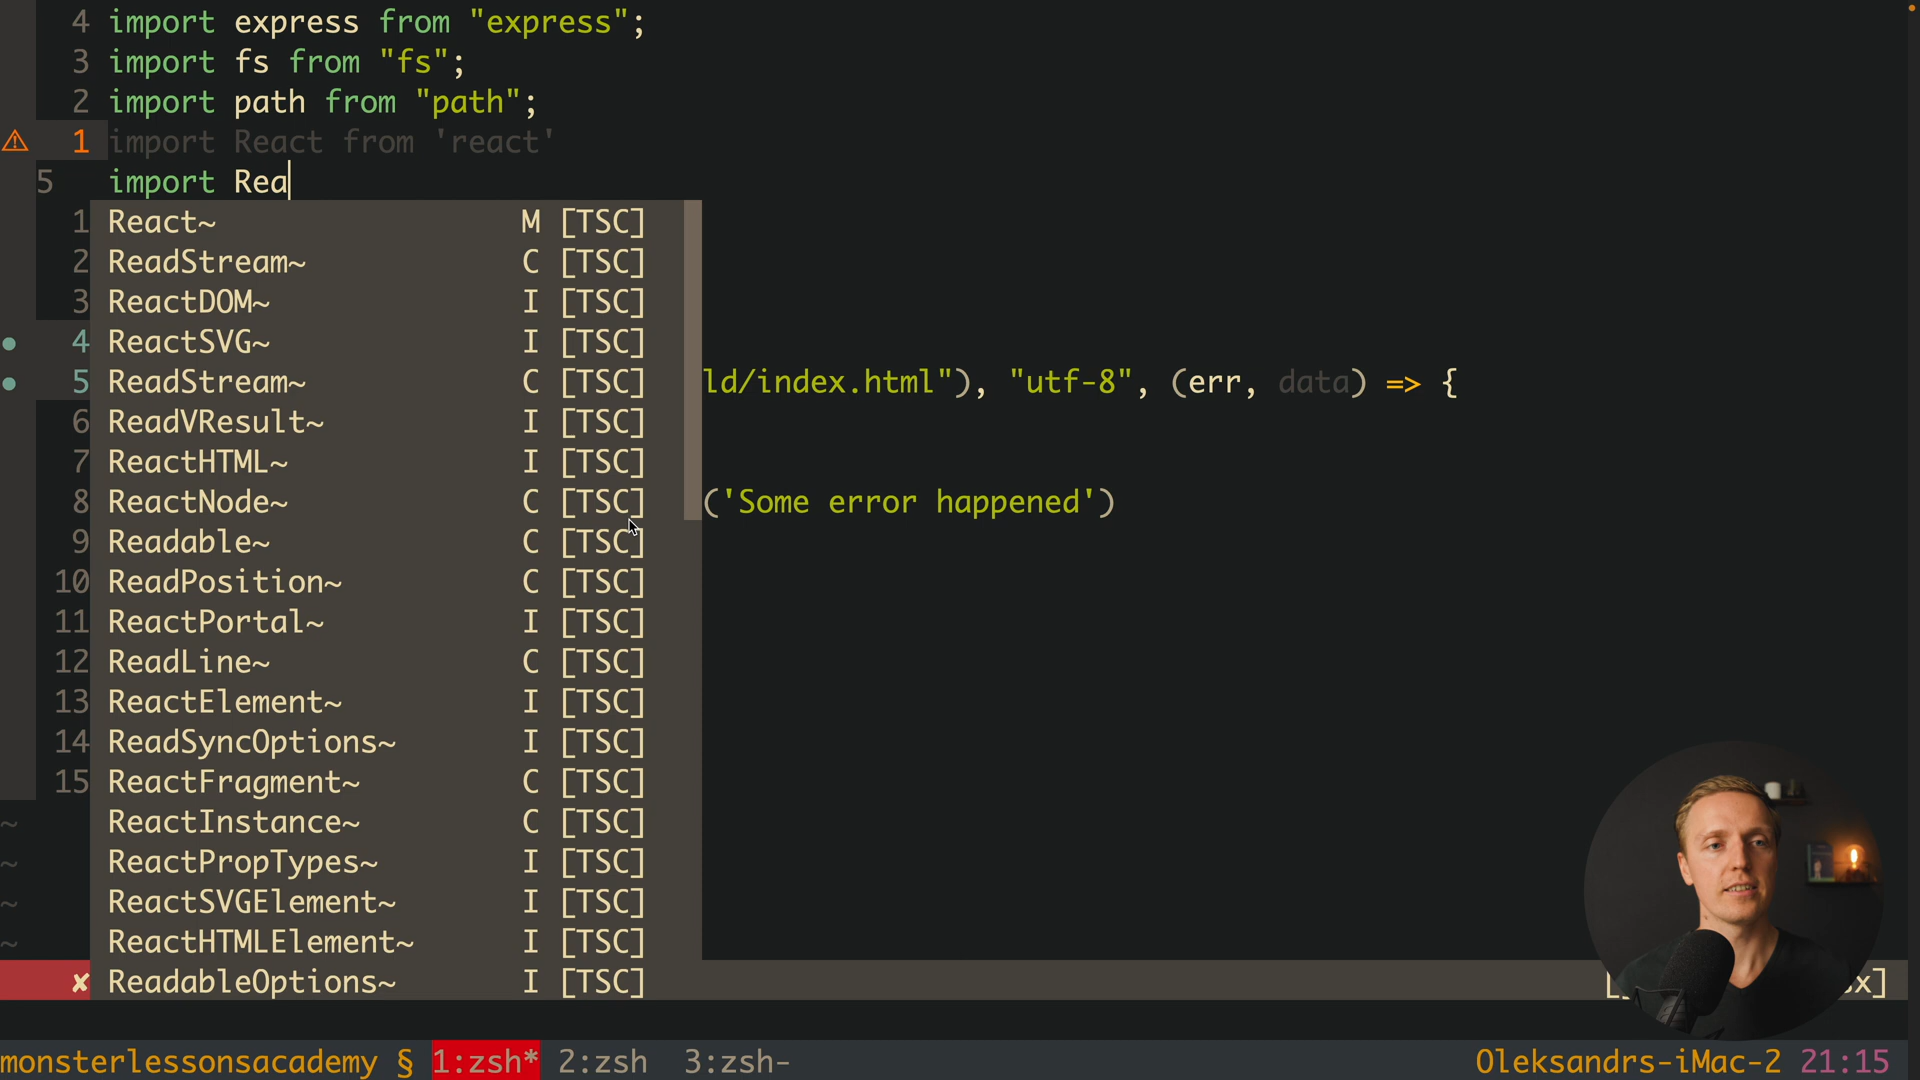 4 import express from "express";
3 import fs from "fs";
2 import path from "path";
1 import React from 'react'
5 import Rea
1 React~ M [TSC]
2 ReadStream~ C [TSC]
3 ReactDOM~ I [TSC]
4 ReactSVG~ I [TSC]
5 ReadStream~ C [TSC] ld/index.html"), "utf-8", (err, data) => {
6 ReadVResult~ I [TSC]
7 ReactHTML~ I [TSC]
8 ReactNode~ C [TSC] ('Some error happened')
9 Readable~ C [TSC]
10 ReadPosition~ C [TSC]
11 ReactPortal~ I [TSC]
12 ReadLine~ C [TSC]
13 ReactElement~ I [TSC]
14 ReadSyncOptions~ I [TSC]
15 ReactFragment~ C [TSC]
~ ReactInstance~ C [TSC]
~ ReactPropTypes~ I [TSC]
~ ReactSVGElement~ I [TSC]
~ ReactHTMLElement~ I [TSC]
✘ ReadableOptions~ I [TSC] x]
monsterlessonsacademy § 1:zsh* 2:zsh 3:zsh- Oleksandrs-iMac-2 21:15